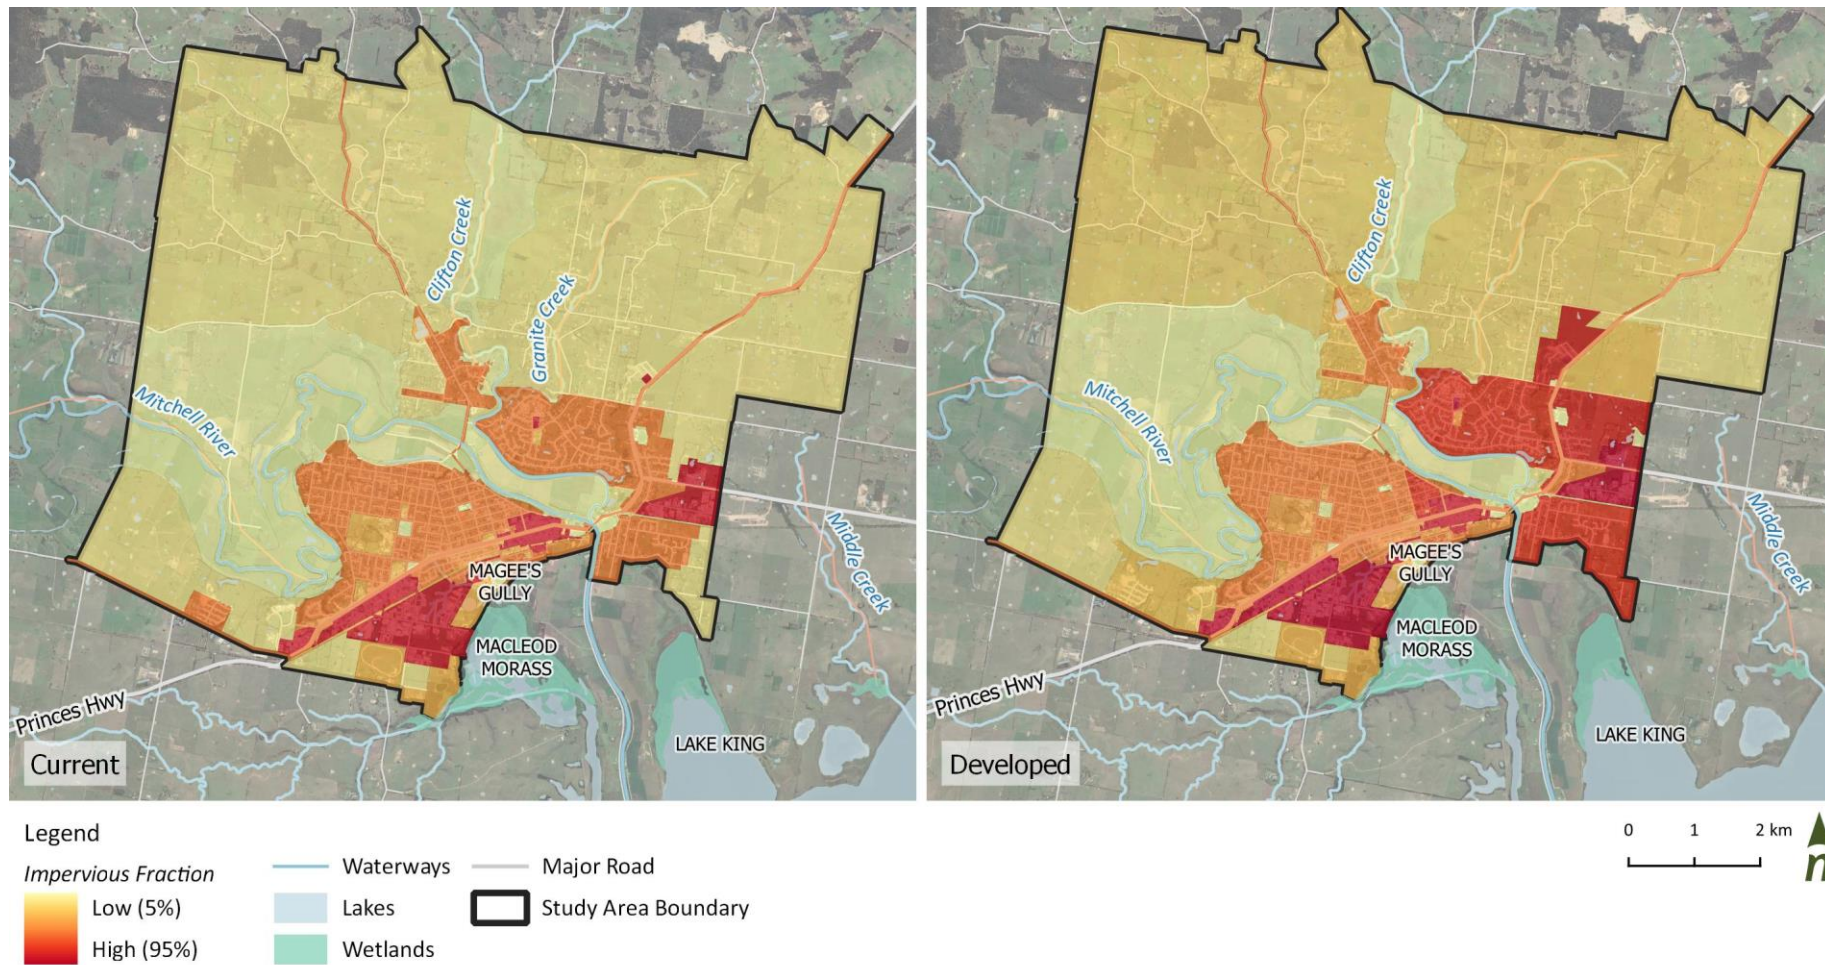 Clifton Creek
Granite Creek
Mitchell River
Middle Creek
MAGEE'S
GULLY
MACLEOD
MORASS
Princes Hwy
LAKE KING
Current
Clifton Creek
Mitchell River
Middle Creek
MAGEE'S
GULLY
MACLEOD
MORASS
Princes Hwy
LAKE KING
Developed
Legend
Impervious Fraction
Low (5%)
High (95%)
Waterways
Lakes
Wetlands
Major Road
Study Area Boundary
0 1 2 km
n